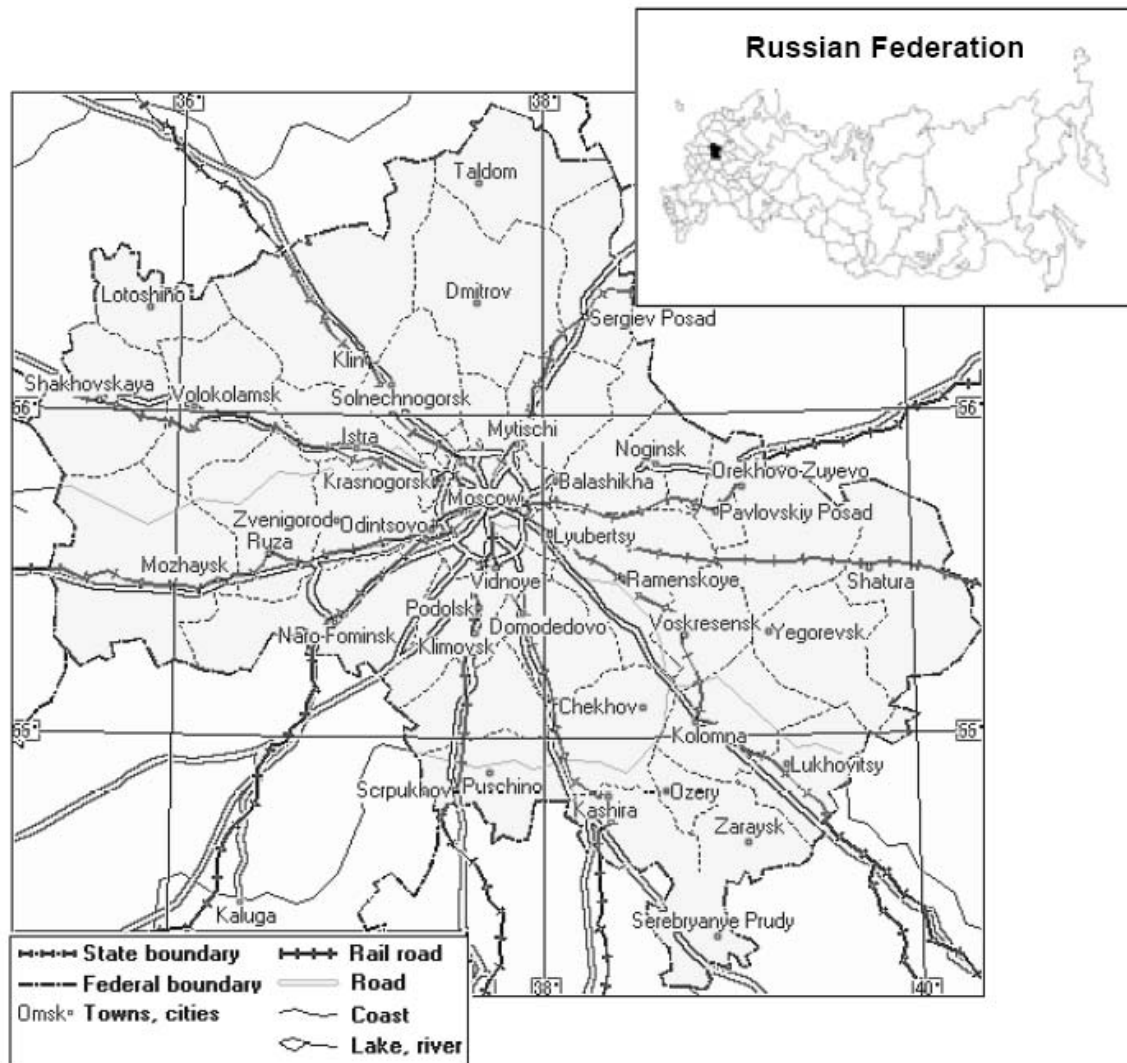 Russian Federation
36°
38°
Taldom
Lotoshino
Dmitrov
Sergiev Posad
Klin
Shakhovskaya
Volokolamsk
Solnechnogorsk
56°
56°
Istra
Mytischi
Noginsk
Krasnogorsk
Moscow
Balashikha
Orekhovo-Zuyevo
Zvenigorod
Odintsovo
Pavlovskiy Posad
Ruza
Lyubertsy
Mozhaysk
Vidnoye
Ramenskoye
Shatura
Podolsk
Naro-Fominsk
Domodedovo
Voskresensk
Yegorevsk
Klimovsk
Chekhov
55°
Kolomna
55°
Lukhovitsy
Serpukhov
Puschino
Kashira
Ozery
Zaraysk
Kaluga
Serebryanye Prudy
38°
40°
State boundary
Rail road
Federal boundary
Road
Omsk
Towns, cities
Coast
Lake, river